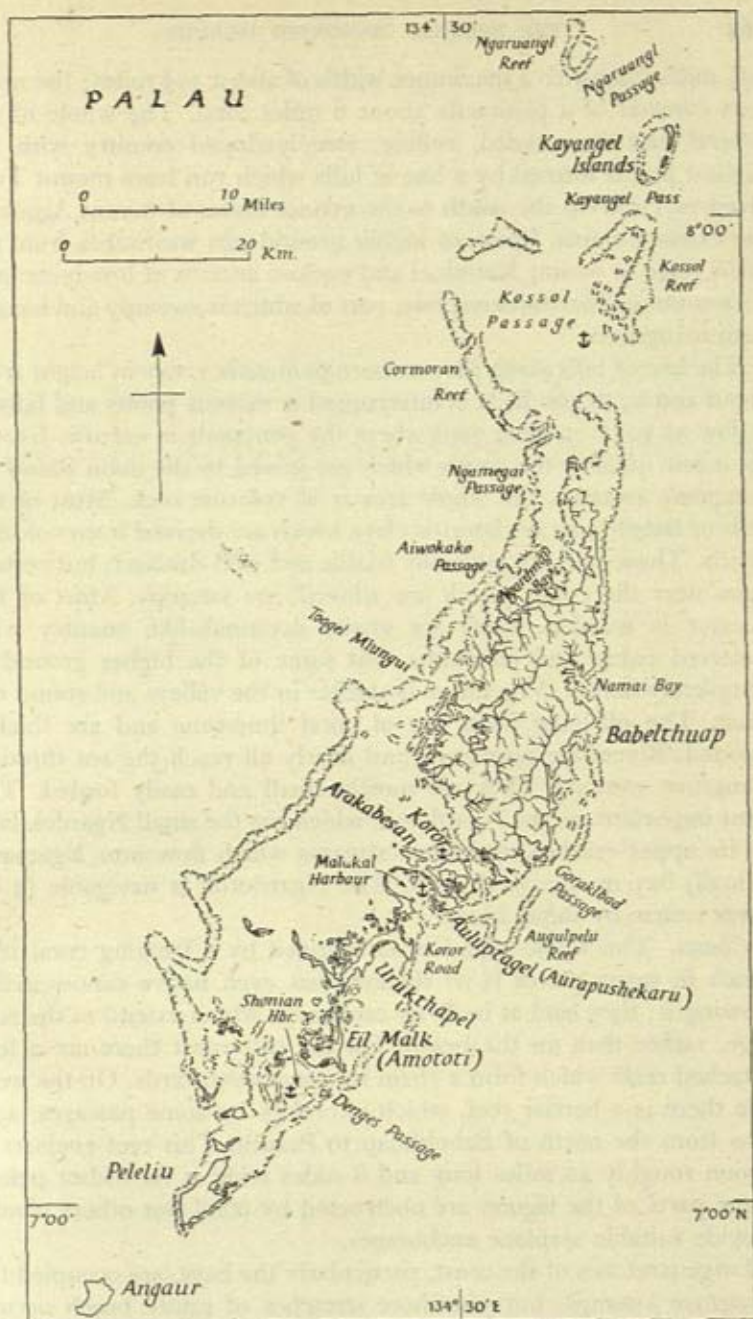 134° 30'
Ngaruangl
Reef
Ngaruangl
Passage
PALAU
Kayangel
Islands
0 10 Miles
Kayangel Pass
8°00'
0 20
Km.
Kossol
Reef
Kossol
Passage
Cormoran
Reef
Ngamegai
Passage
Aiwokako
Passage
Bay
Toagel Mlungui
Namai Bay
Babelthuap
Arakabesan
Koror
Malakal
Harbour
Goraklbad
Passage
Augulpelu
Reef
Auluptagel (Aurapushekaru)
Koror
Road
Urukthapel
Shonian
Hbr.
Eil Malk
(Amototi)
Denges Passage
Peleliu
7°00'
7°00'N
Angaur
134° 30'E